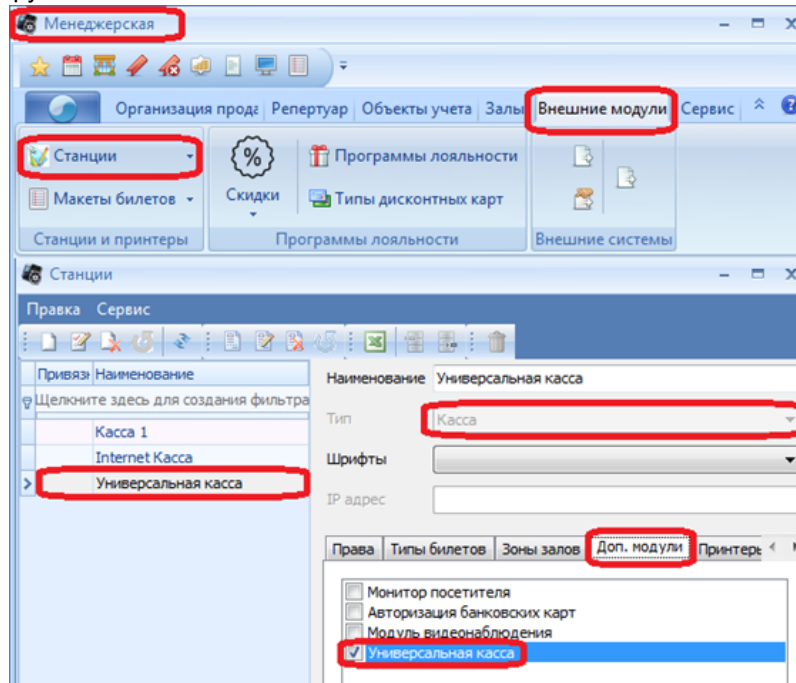 Менеджерская
Организация прода Репертуар Объекты учета Залы Внешние модули Сервис
Станции
Макеты билетов
Скидки
Программы лояльности
Типы дисконтных карт
Станции и принтеры Программы лояльности Внешние системы
Станции
Правка Сервис
Привязк Наименование
Щелкните здесь для создания фильтра
Касса 1
Internet Касса
Универсальная касса
Наименование Универсальная касса
Тип Касса
Шрифты
IP адрес
Права Типы билетов Зоны залов Доп. модули Принтеры
Монитор посетителя
Авторизация банковских карт
Модуль видеонаблюдения
Универсальная касса